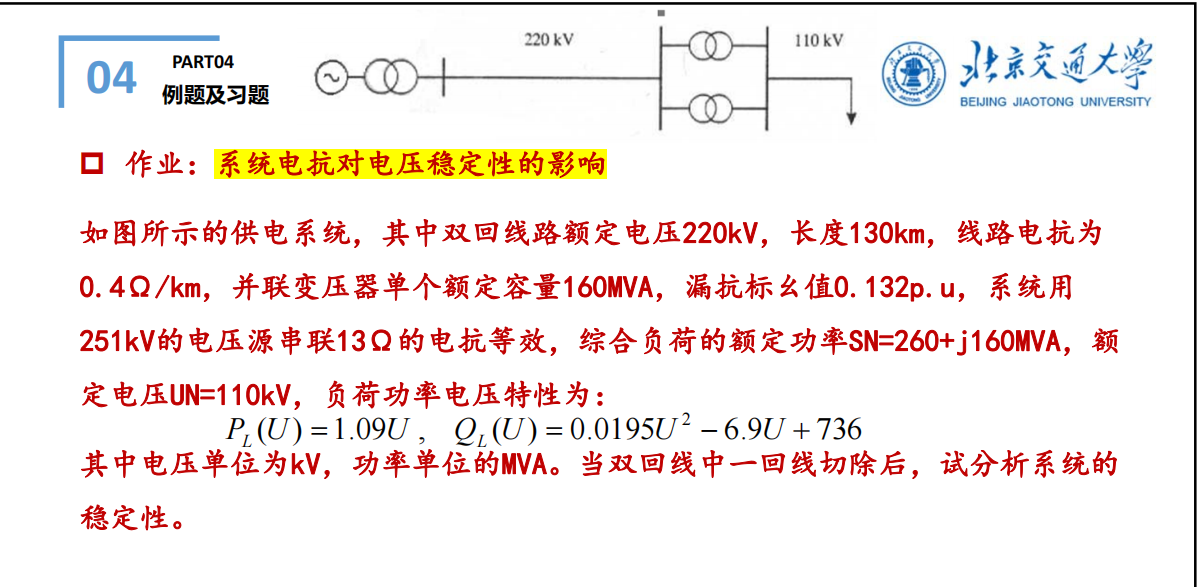 04
PART04
例题及习题
220 kV
110 kV
北京交通大学
BEIJING JIAOTONG UNIVERSITY
作业：系统电抗对电压稳定性的影响
如图所示的供电系统，其中双回线路额定电压220kV，长度130km，线路电抗为
0.4Ω/km，并联变压器单个额定容量160MVA，漏抗标幺值0.132p.u，系统用
251kV的电压源串联13Ω的电抗等效，综合负荷的额定功率SN=260+j160MVA，额
定电压UN=110kV，负荷功率电压特性为：
P_L(U) = 1.09U ,   Q_L(U) = 0.0195U² − 6.9U + 736
其中电压单位为kV，功率单位的MVA。当双回线中一回线切除后，试分析系统的
稳定性。